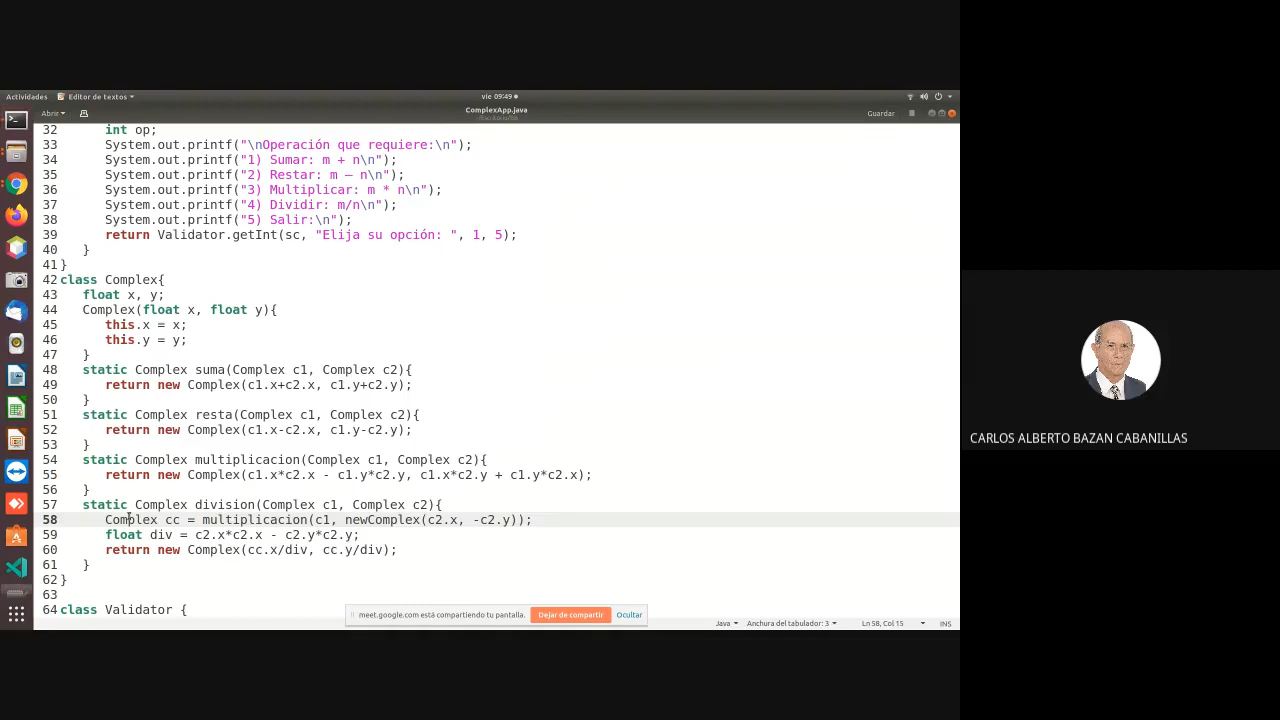 Actividades Editor de textos vie 09:49
Abrir ComplexApp.java Guardar
32 int op;
33 System.out.printf("\nOperación que requiere:\n");
34 System.out.printf("1) Sumar: m + n\n");
35 System.out.printf("2) Restar: m – n\n");
36 System.out.printf("3) Multiplicar: m * n\n");
37 System.out.printf("4) Dividir: m/n\n");
38 System.out.printf("5) Salir:\n");
39 return Validator.getInt(sc, "Elija su opción: ", 1, 5);
40 }
41 }
42 class Complex{
43 float x, y;
44 Complex(float x, float y){
45 this.x = x;
46 this.y = y;
47 }
48 static Complex suma(Complex c1, Complex c2){
49 return new Complex(c1.x+c2.x, c1.y+c2.y);
50 }
51 static Complex resta(Complex c1, Complex c2){
52 return new Complex(c1.x-c2.x, c1.y-c2.y);
53 }
54 static Complex multiplicacion(Complex c1, Complex c2){
55 return new Complex(c1.x*c2.x - c1.y*c2.y, c1.x*c2.y + c1.y*c2.x);
56 }
57 static Complex division(Complex c1, Complex c2){
58 Complex cc = multiplicacion(c1, newComplex(c2.x, -c2.y));
59 float div = c2.x*c2.x - c2.y*c2.y;
60 return new Complex(cc.x/div, cc.y/div);
61 }
62 }
63
64 class Validator {
meet.google.com está compartiendo tu pantalla. Dejar de compartir Ocultar
Java Anchura del tabulador: 3 Ln 58, Col 15 INS
CARLOS ALBERTO BAZAN CABANILLAS